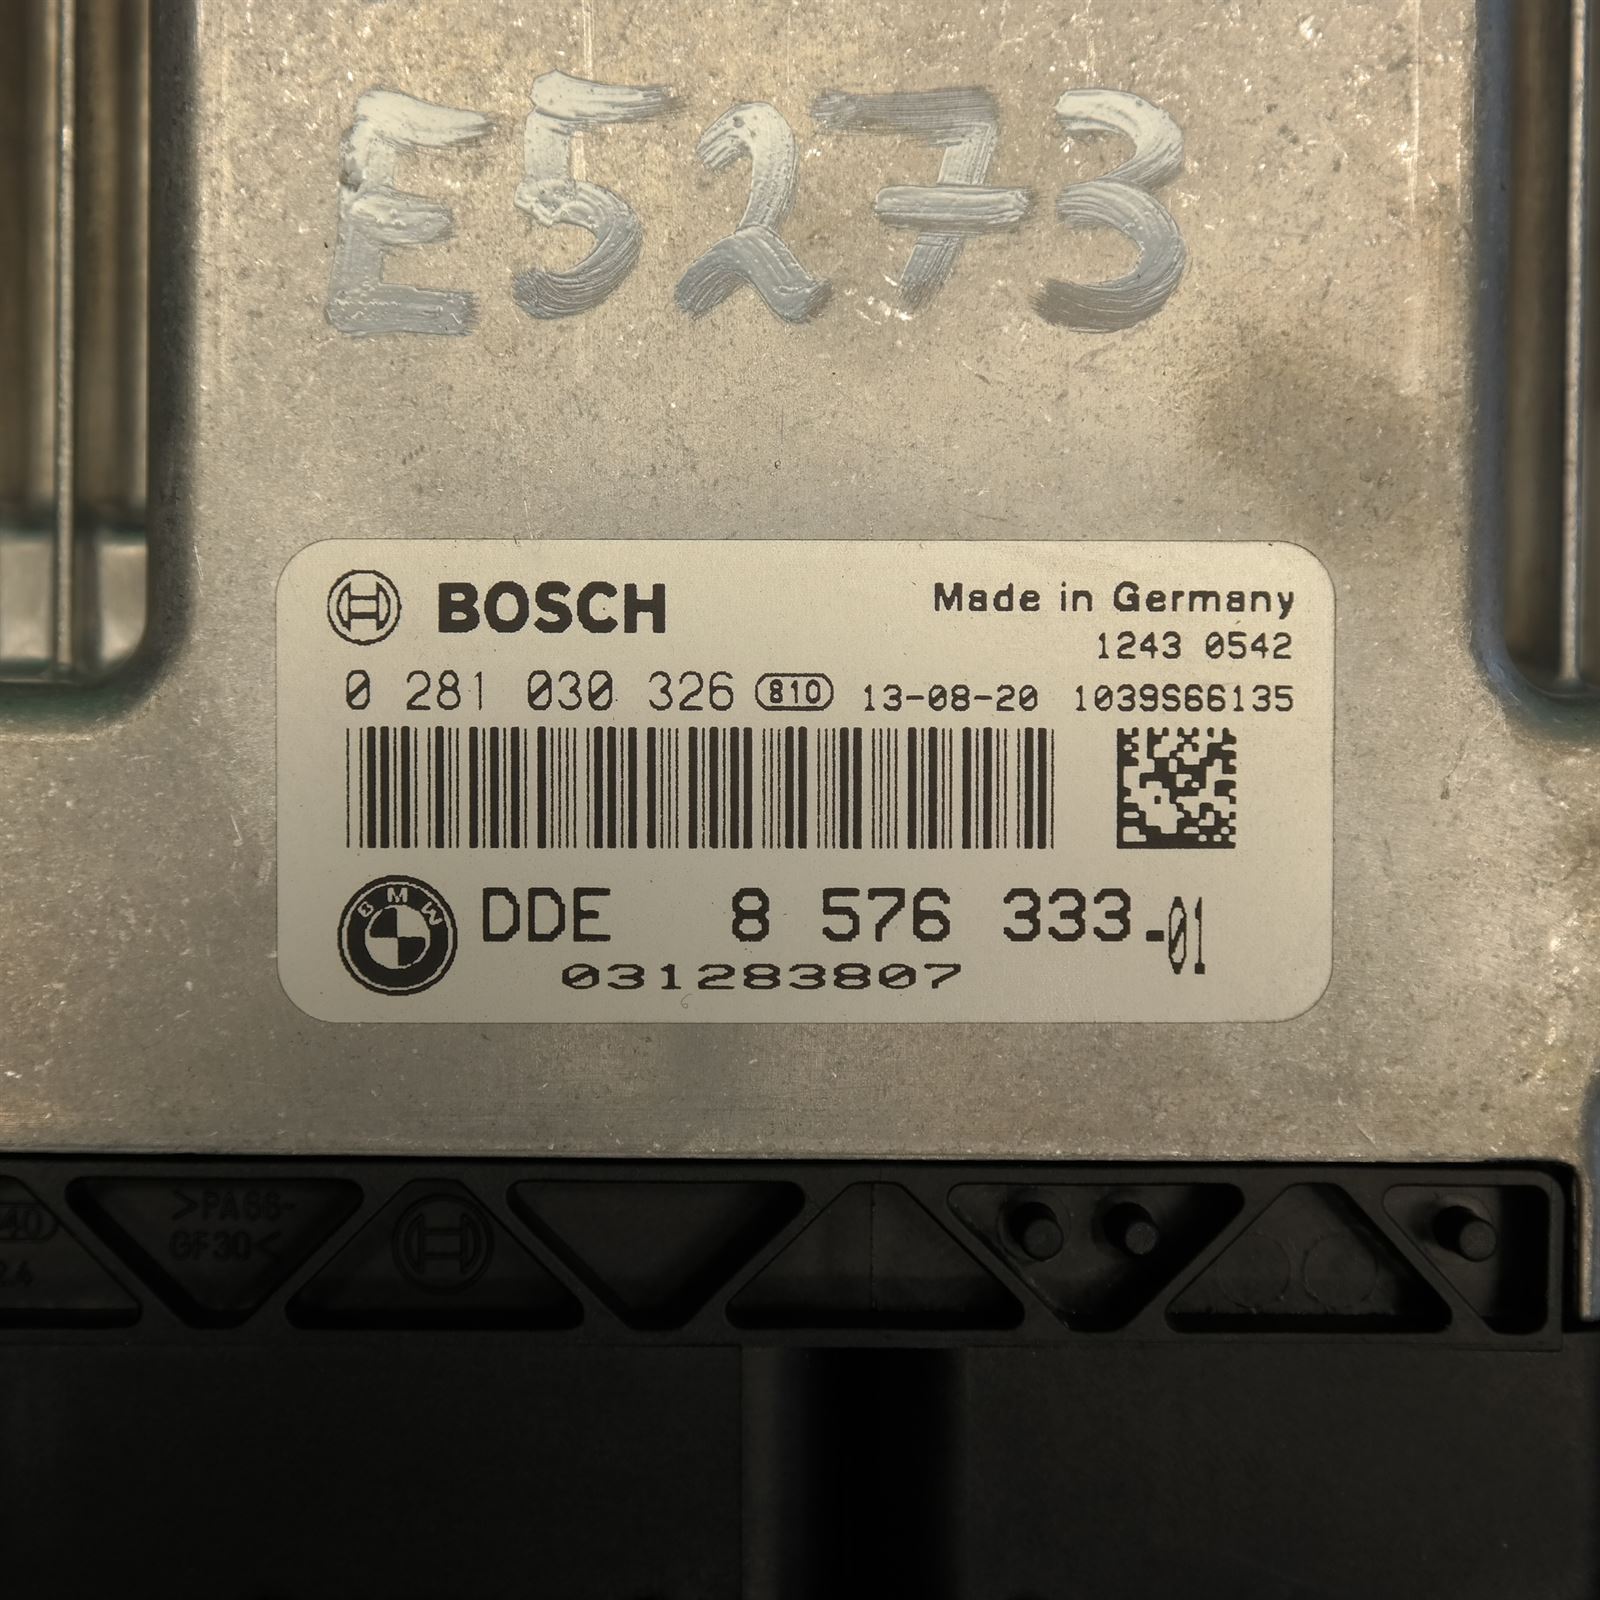 E5273
BOSCH
Made in Germany
1243 0542
0 281 030 326 810 13-08-20 1039S66135
BMW
DDE 8 576 333.-01
031283807
>PA66-
GF30<